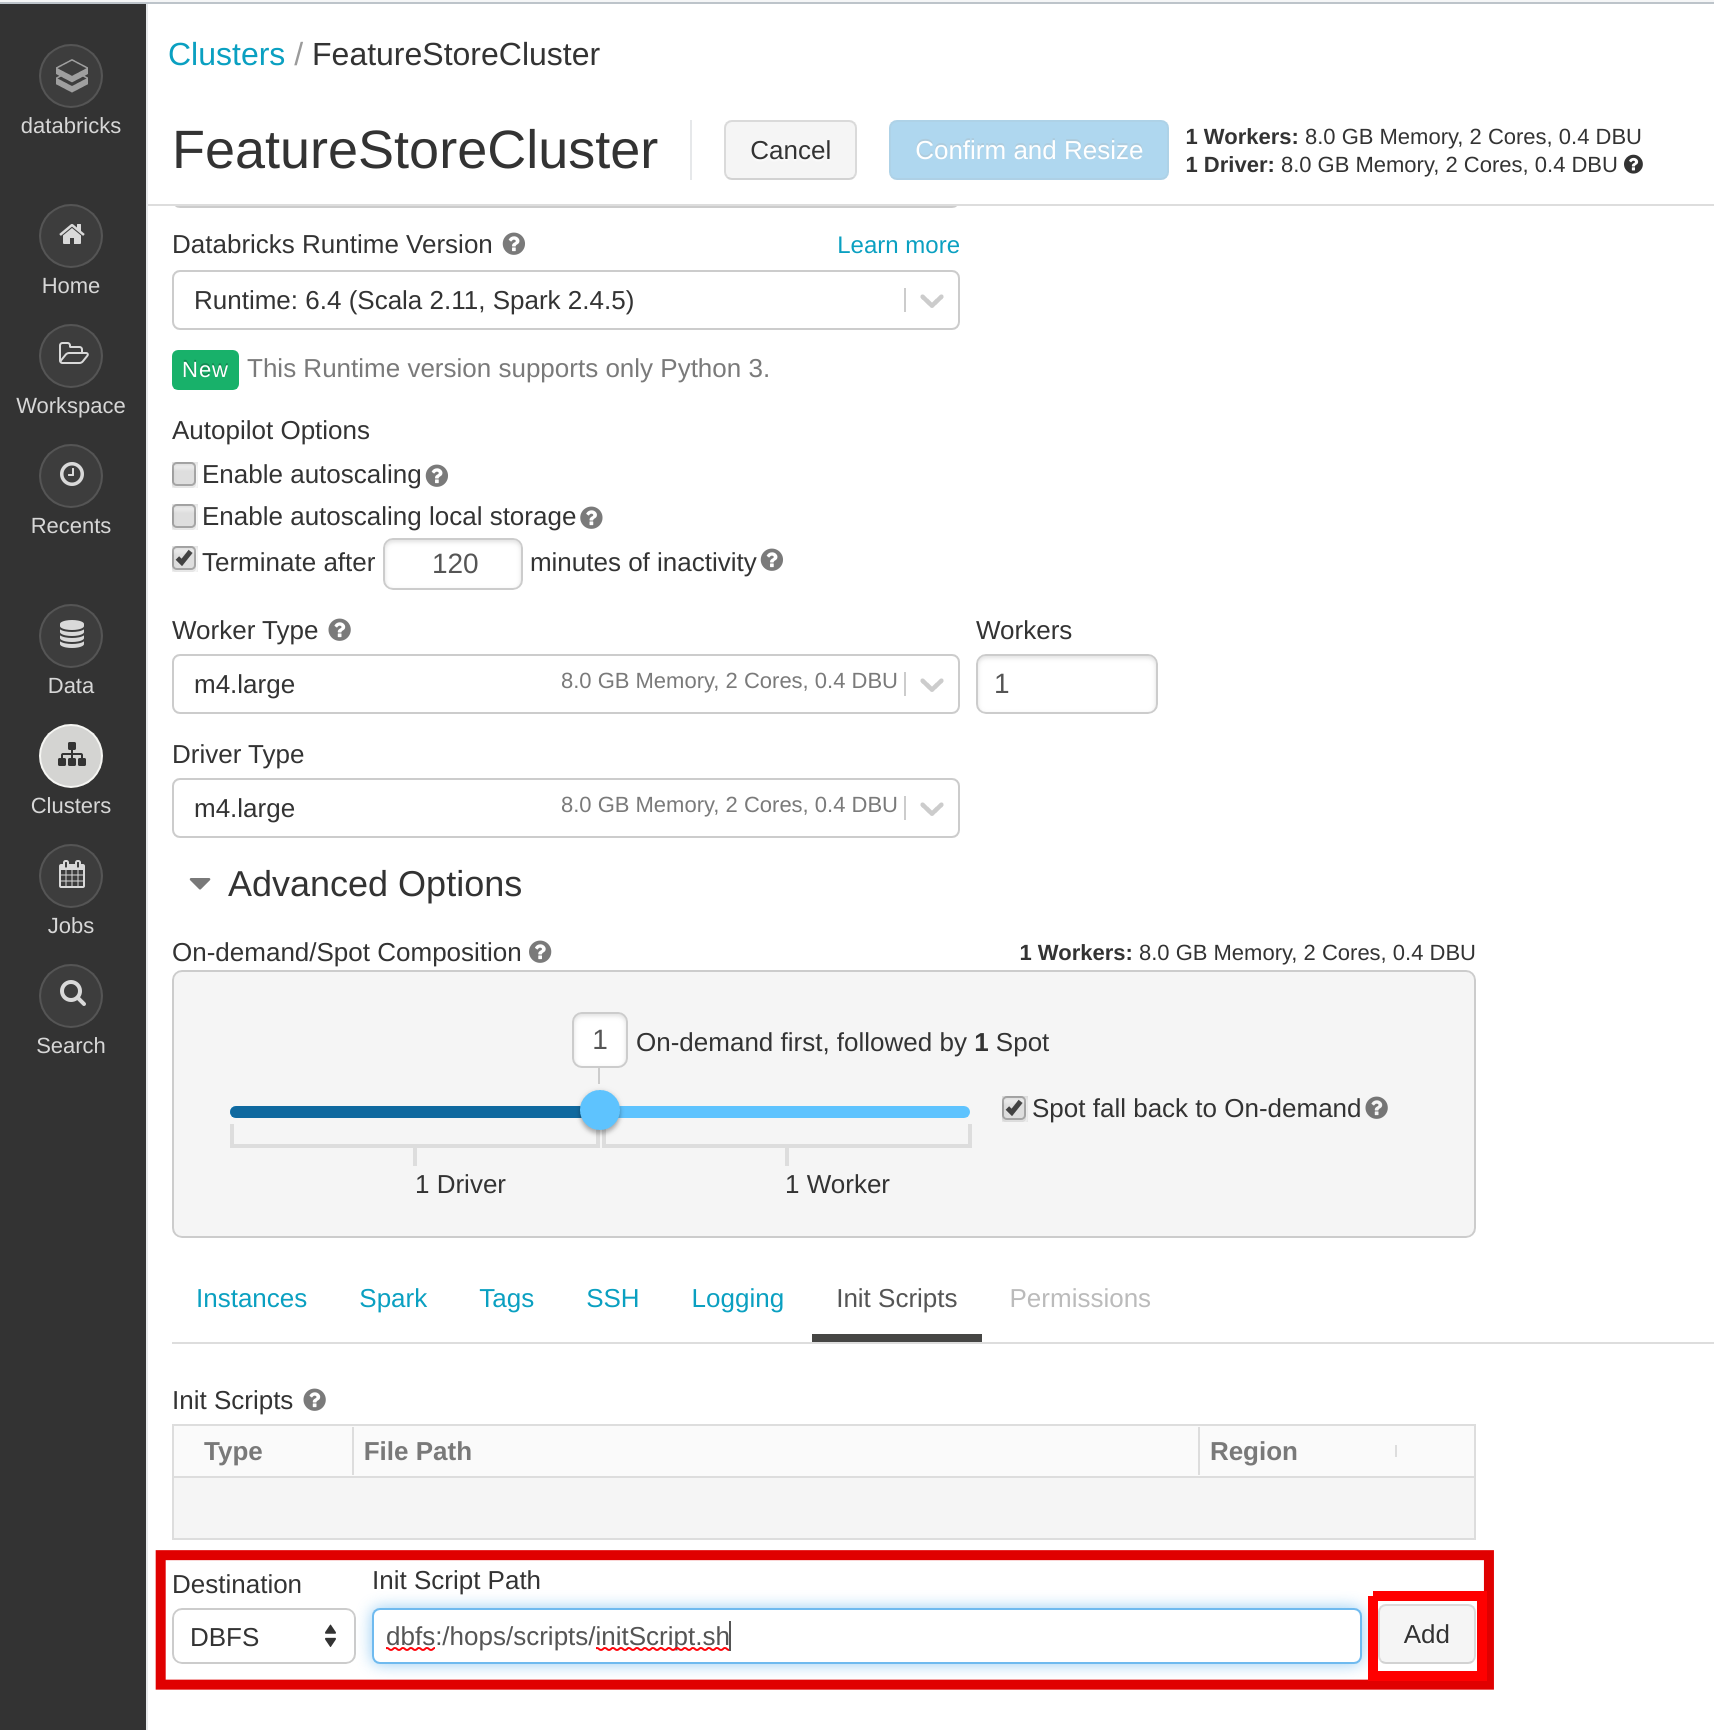 databricks
Home
Workspace
Recents
Data
Clusters
Jobs
Search
Clusters / FeatureStoreCluster
FeatureStoreCluster
Cancel
Confirm and Resize
1 Workers: 8.0 GB Memory, 2 Cores, 0.4 DBU
1 Driver: 8.0 GB Memory, 2 Cores, 0.4 DBU ?
Databricks Runtime Version ? Learn more
Runtime: 6.4 (Scala 2.11, Spark 2.4.5)
New This Runtime version supports only Python 3.
Autopilot Options
Enable autoscaling ?
Enable autoscaling local storage ?
Terminate after 120 minutes of inactivity ?
Worker Type ? Workers
m4.large 8.0 GB Memory, 2 Cores, 0.4 DBU 1
Driver Type
m4.large 8.0 GB Memory, 2 Cores, 0.4 DBU
Advanced Options
On-demand/Spot Composition ? 1 Workers: 8.0 GB Memory, 2 Cores, 0.4 DBU
1 On-demand first, followed by 1 Spot
Spot fall back to On-demand ?
1 Driver 1 Worker
Instances Spark Tags SSH Logging Init Scripts Permissions
Init Scripts ?
Type File Path Region
Destination Init Script Path
DBFS dbfs:/hops/scripts/initScript.sh Add